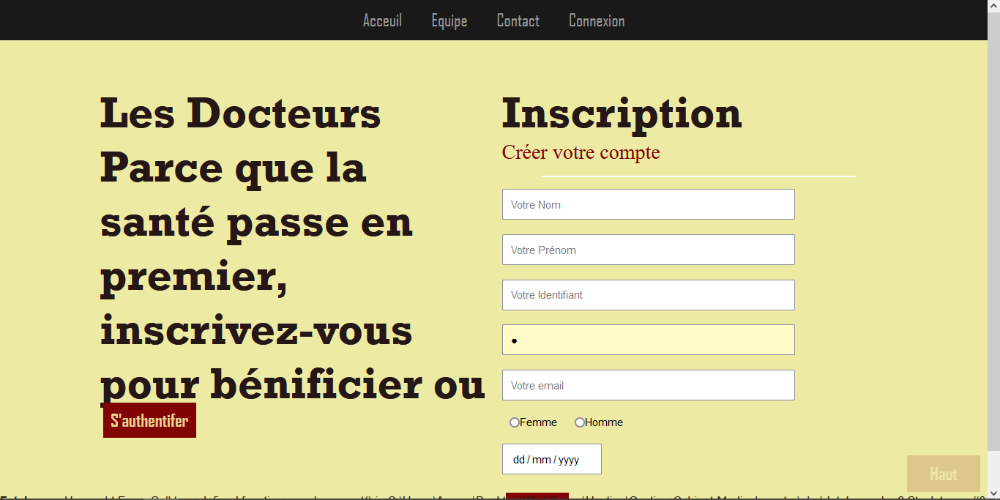 Acceuil Equipe Contact Connexion
Les Docteurs
Parce que la
santé passe en
premier,
inscrivez-vous
pour bénificier ou
S'authentifer
Inscription
Créer votre compte
Votre Nom
Votre Prénom
Votre Identifiant
Votre email
Femme Homme
dd / mm / yyyy
Haut